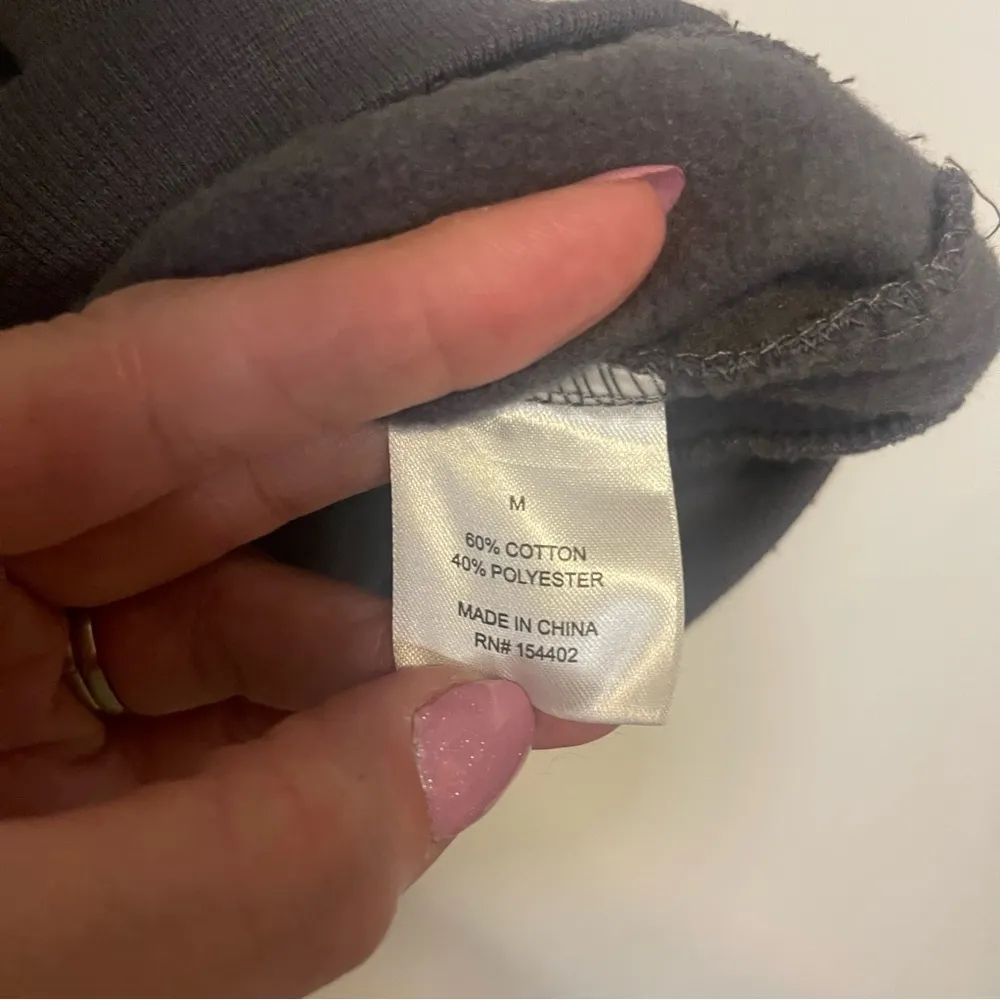 M
60% COTTON
40% POLYESTER
MADE IN CHINA
RN# 154402